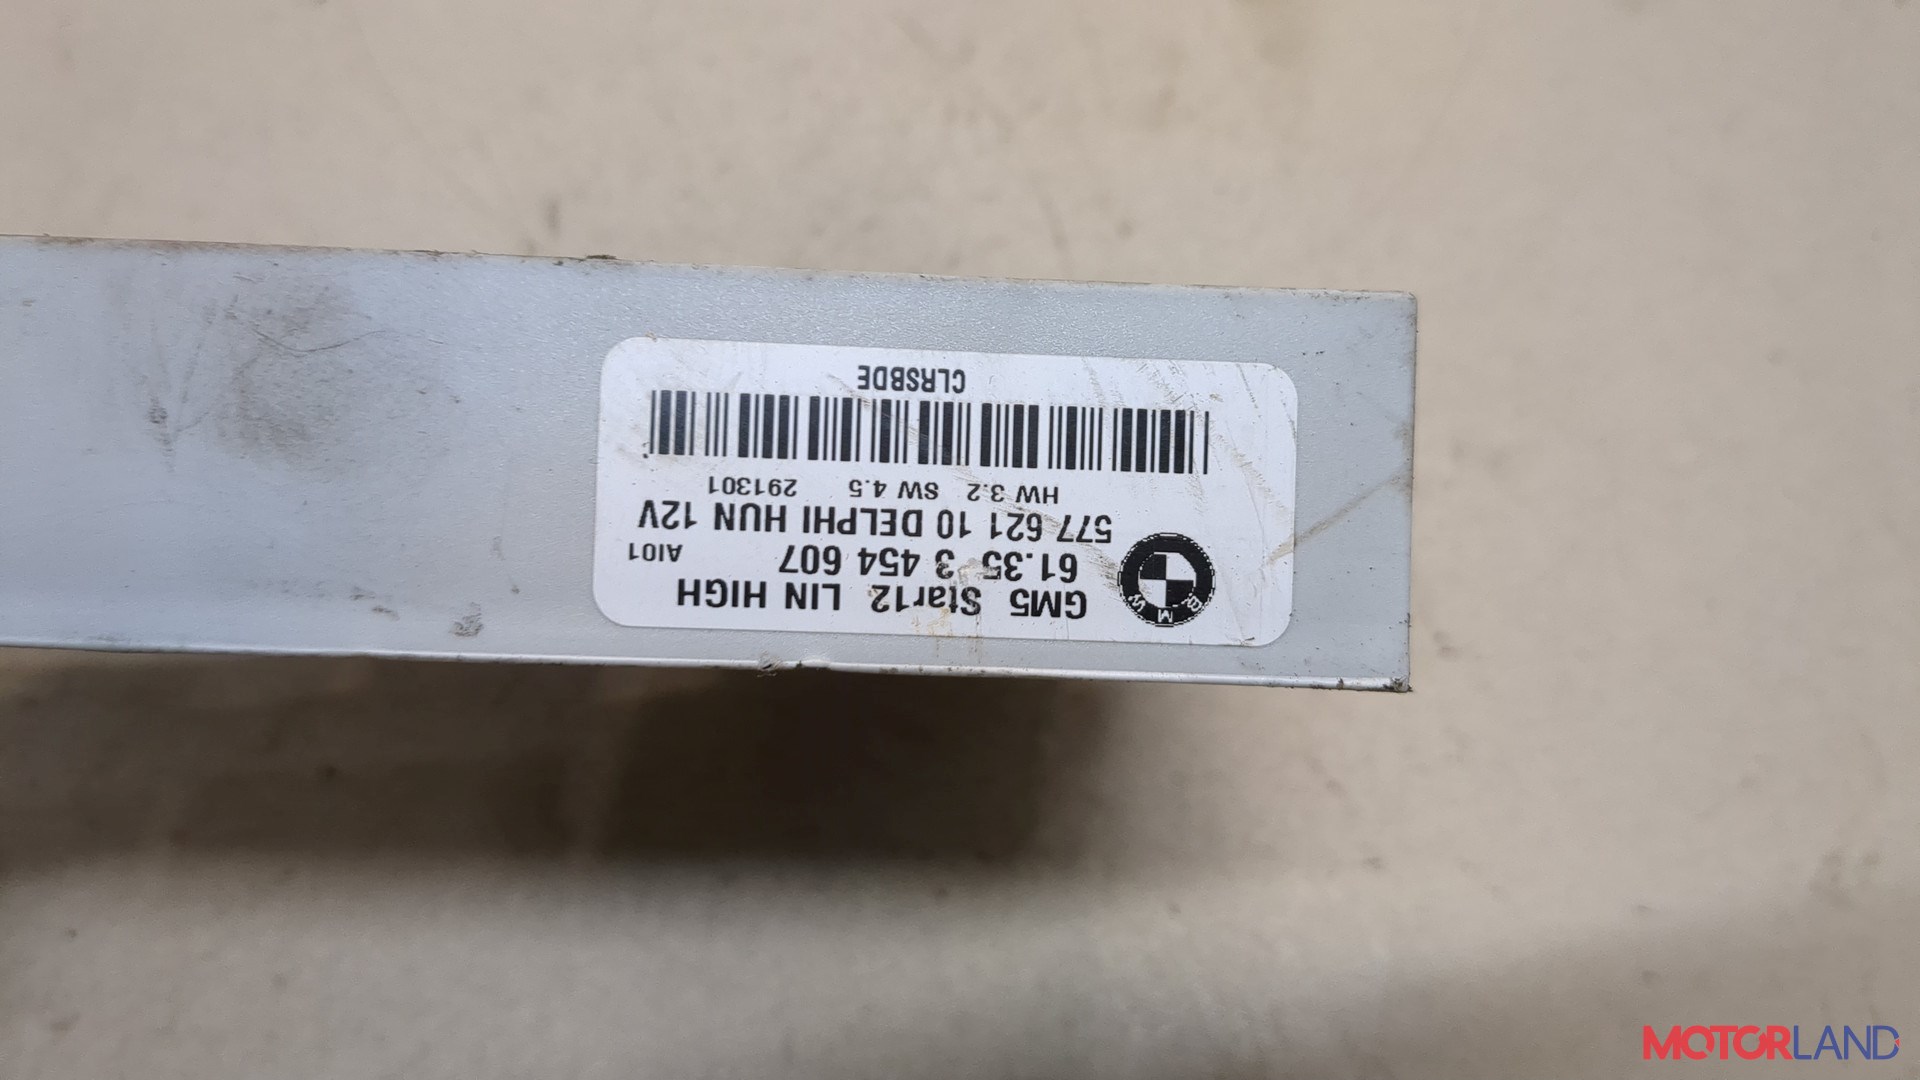 GM5 Star12 LIN HIGH
61.35 3 454 607 AI01
577 621 10 DELPHI HUN 12V
HW 3.2 SW 4.5 291301
CLRSBDE
MOTORLAND